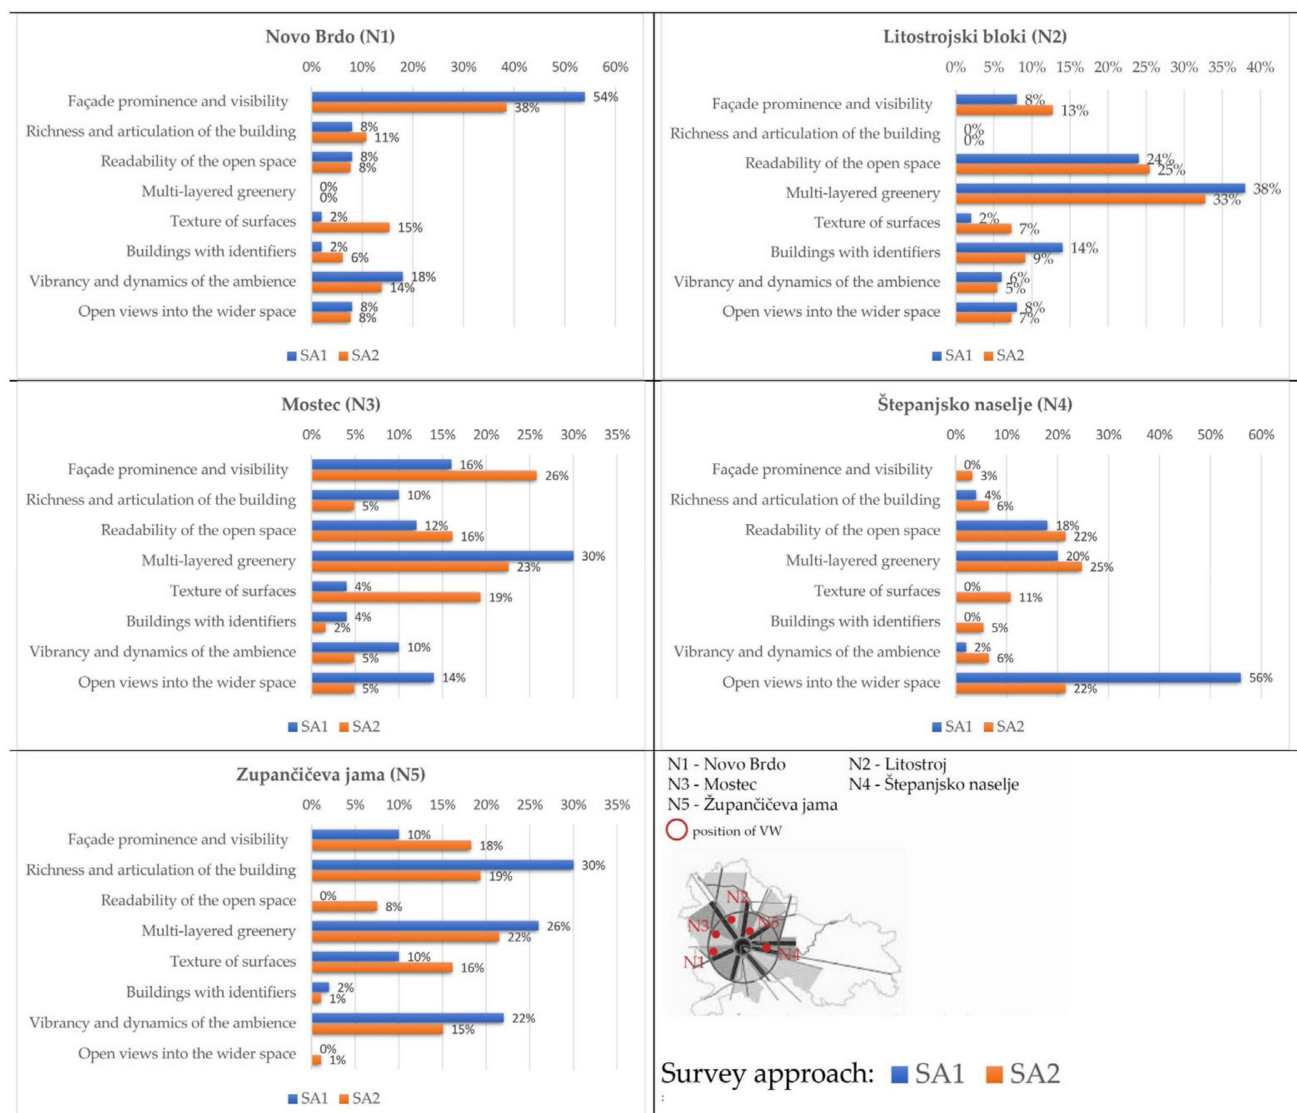 Novo Brdo (N1)
0% 10% 20% 30% 40% 50% 60%
Façade prominence and visibility 54%
38%
Richness and articulation of the building 8%
11%
Readability of the open space 8%
8%
Multi-layered greenery 0%
0%
Texture of surfaces 2%
15%
Buildings with identifiers 2%
6%
Vibrancy and dynamics of the ambience 18%
14%
Open views into the wider space 8%
8%
SA1 SA2
Litostrojski bloki (N2)
0% 5% 10% 15% 20% 25% 30% 35% 40%
Façade prominence and visibility 8%
13%
Richness and articulation of the building 0%
0%
Readability of the open space 24%
25%
Multi-layered greenery 38%
33%
Texture of surfaces 2%
7%
Buildings with identifiers 14%
9%
Vibrancy and dynamics of the ambience 6%
5%
Open views into the wider space 8%
7%
SA1 SA2
Mostec (N3)
0% 5% 10% 15% 20% 25% 30% 35%
Façade prominence and visibility 16%
26%
Richness and articulation of the building 10%
5%
Readability of the open space 12%
16%
Multi-layered greenery 30%
23%
Texture of surfaces 4%
19%
Buildings with identifiers 4%
2%
Vibrancy and dynamics of the ambience 10%
5%
Open views into the wider space 14%
5%
SA1 SA2
Štepanjsko naselje (N4)
0% 10% 20% 30% 40% 50% 60%
Façade prominence and visibility 0%
3%
Richness and articulation of the building 4%
6%
Readability of the open space 18%
22%
Multi-layered greenery 20%
25%
Texture of surfaces 0%
11%
Buildings with identifiers 0%
5%
Vibrancy and dynamics of the ambience 2%
6%
Open views into the wider space 56%
22%
SA1 SA2
Zupančičeva jama (N5)
0% 5% 10% 15% 20% 25% 30% 35%
Façade prominence and visibility 10%
18%
Richness and articulation of the building 30%
19%
Readability of the open space 0%
8%
Multi-layered greenery 26%
22%
Texture of surfaces 10%
16%
Buildings with identifiers 2%
1%
Vibrancy and dynamics of the ambience 22%
15%
Open views into the wider space 0%
1%
SA1 SA2
N1 - Novo Brdo N2 - Litostroj
N3 - Mostec N4 - Štepanjsko naselje
N5 - Župančičeva jama
position of VW
N2
N3 N5
N1 N4
Survey approach: SA1 SA2
: